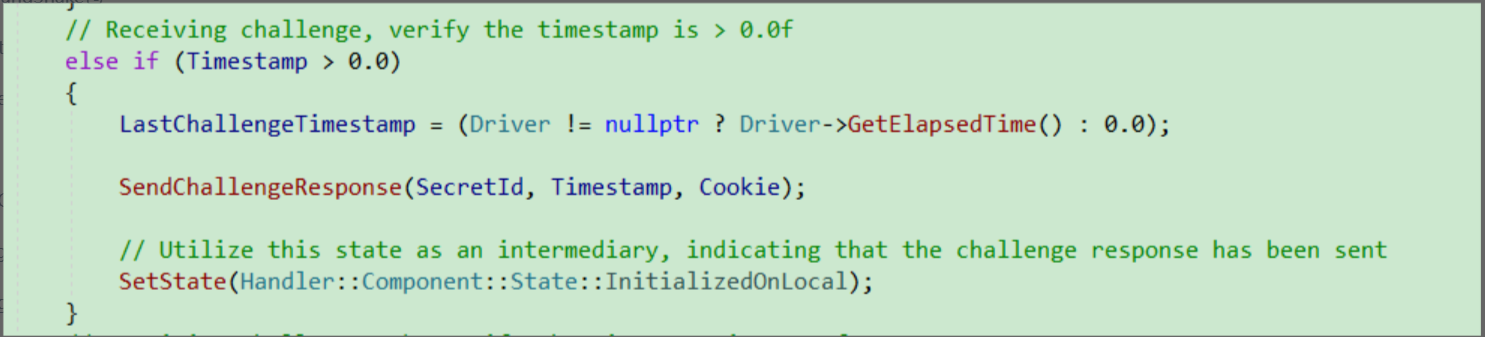 // Receiving challenge, verify the timestamp is > 0.0f
else if (Timestamp > 0.0)
{
LastChallengeTimestamp = (Driver != nullptr ? Driver->GetElapsedTime() : 0.0);
SendChallengeResponse(SecretId, Timestamp, Cookie);
// Utilize this state as an intermediary, indicating that the challenge response has been sent
SetState(Handler::Component::State::InitializedOnLocal);
}